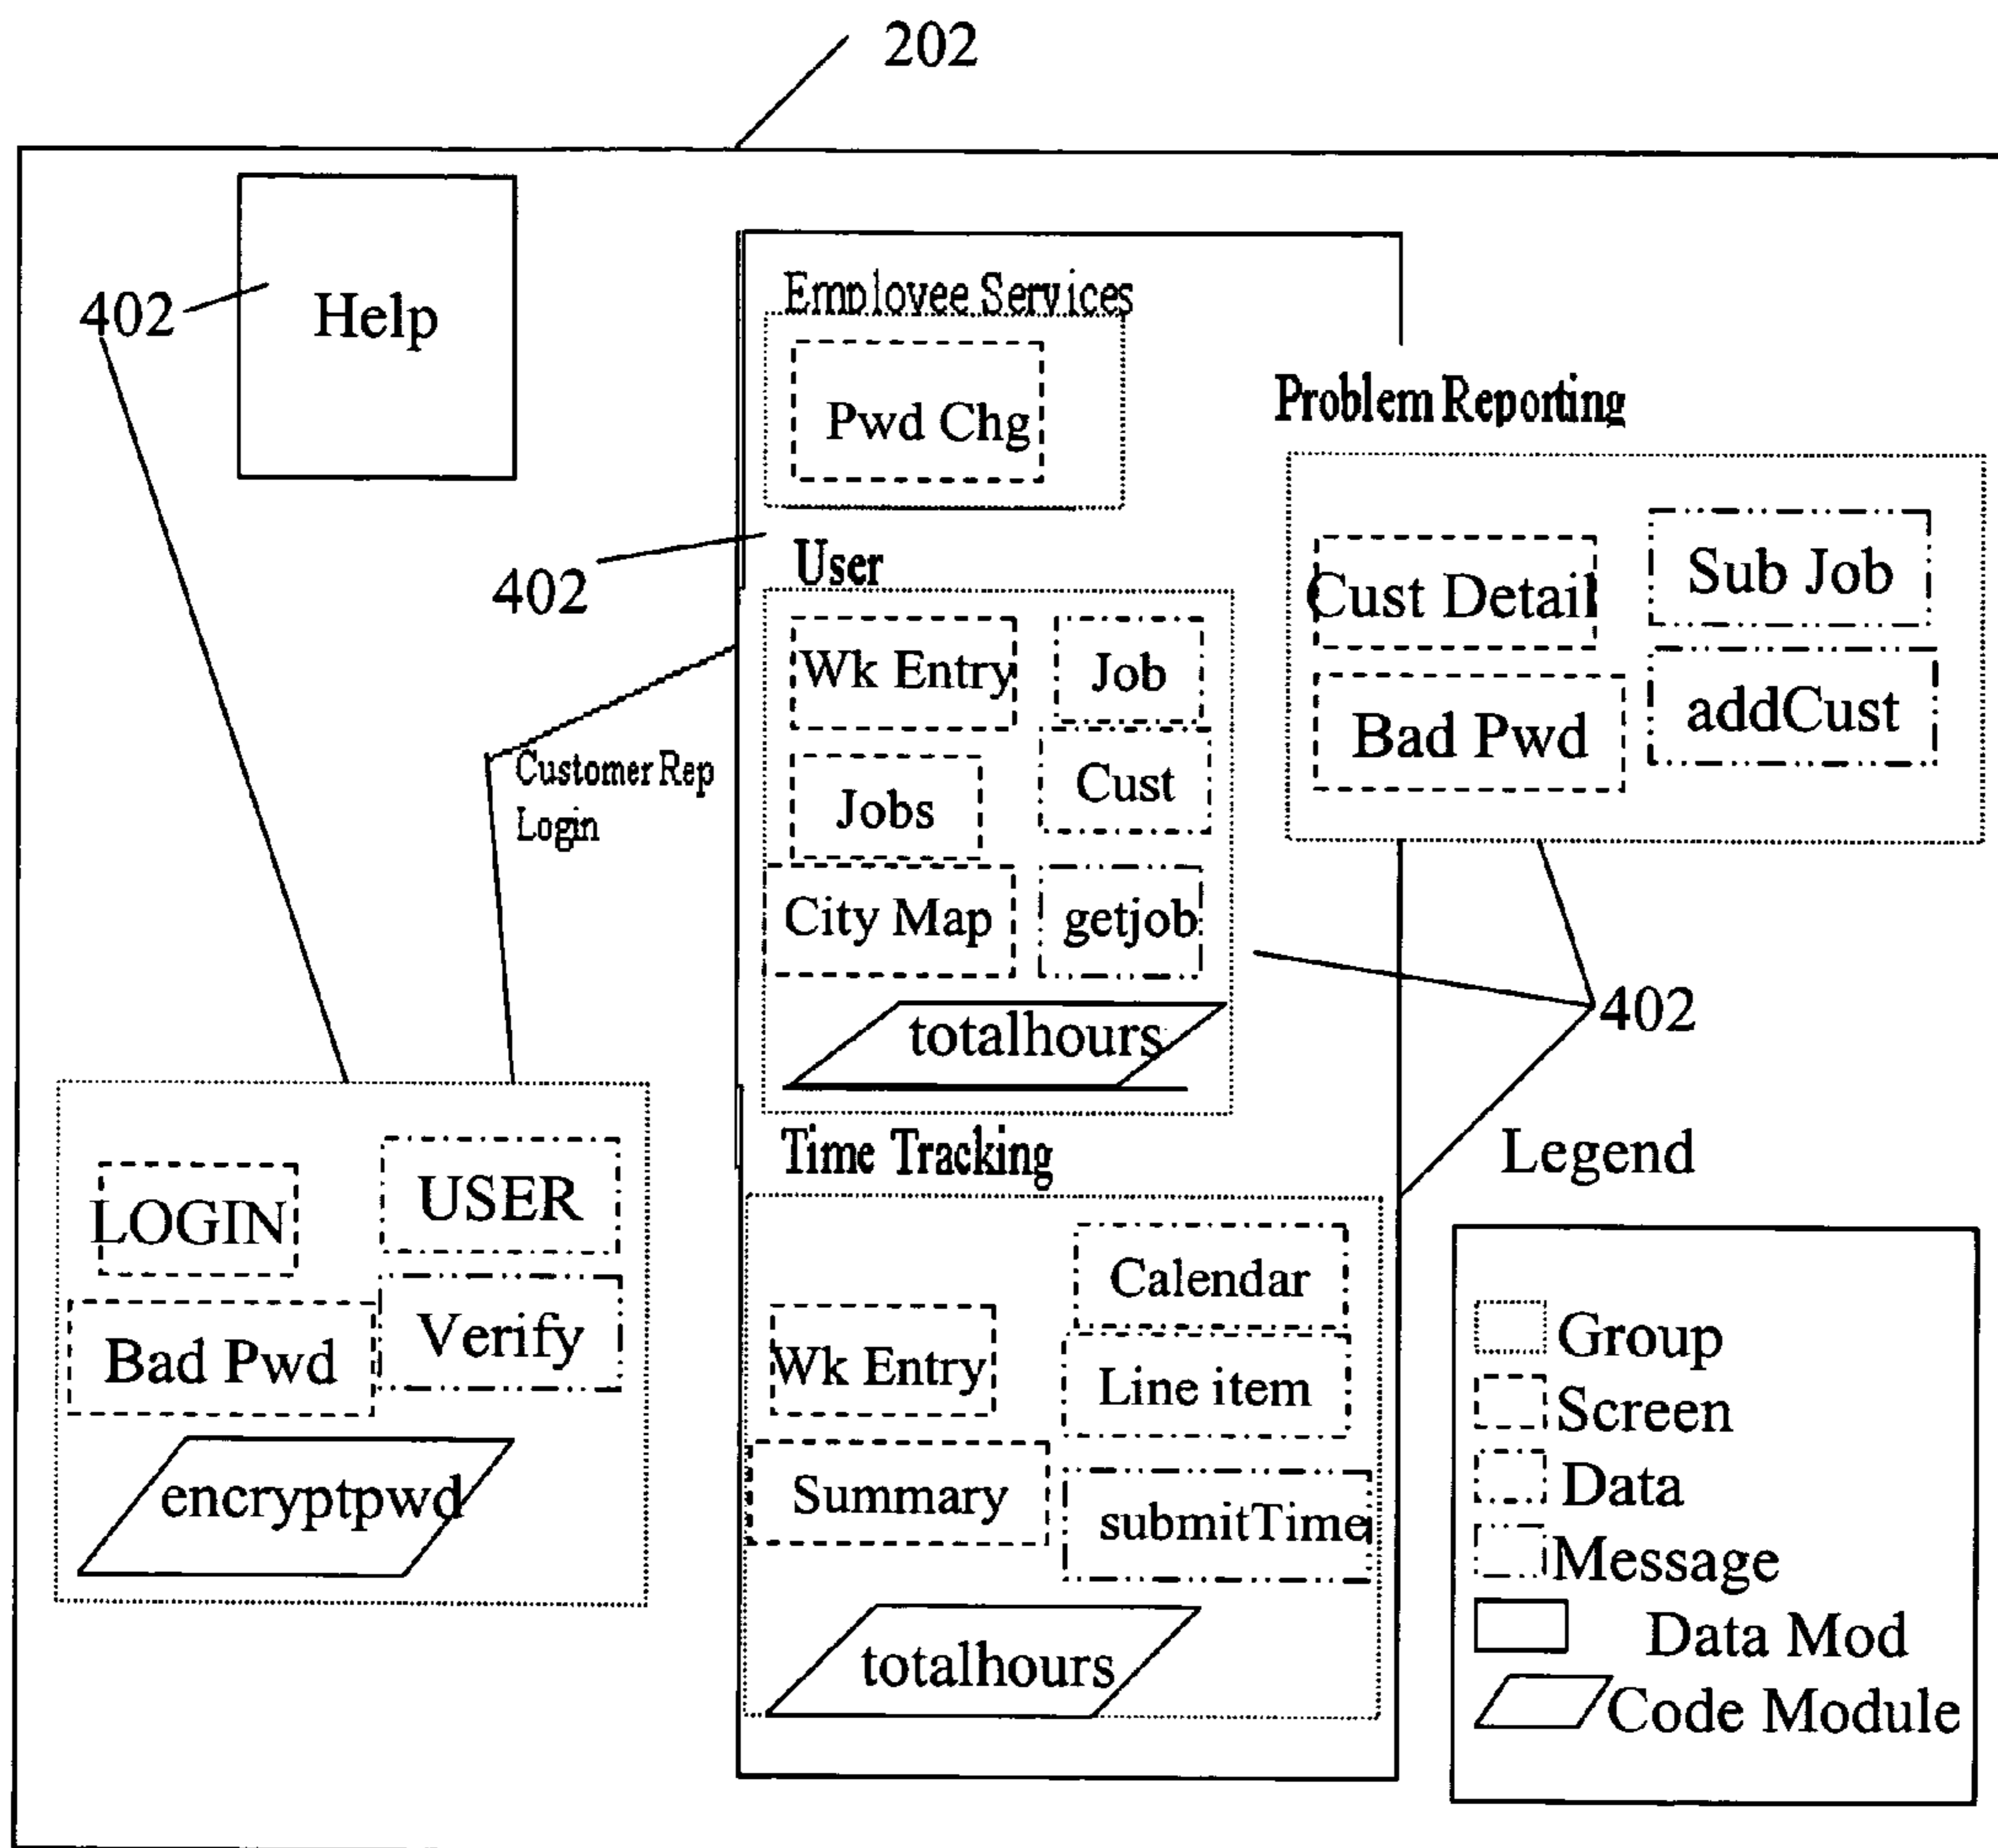 202
402
Help
Employee Services
Pwd Chg
Problem Reporting
Cust Detail
Sub Job
Bad Pwd
addCust
402
User
Wk Entry
Job
Jobs
Cust
City Map
getjob
totalhours
Customer Rep
Login
402
LOGIN
USER
Bad Pwd
Verify
encryptpwd
Time Tracking
Calendar
Wk Entry
Line item
Summary
submitTime
totalhours
Legend
Group
Screen
Data
Message
Data Mod
Code Module